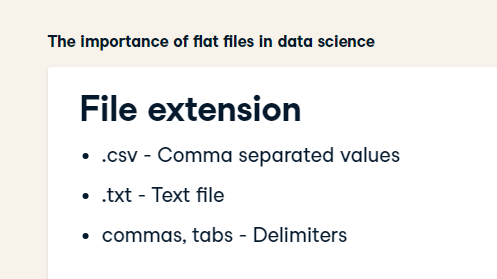 The importance of flat files in data science
File extension
• .csv - Comma separated values
• .txt - Text file
• commas, tabs - Delimiters